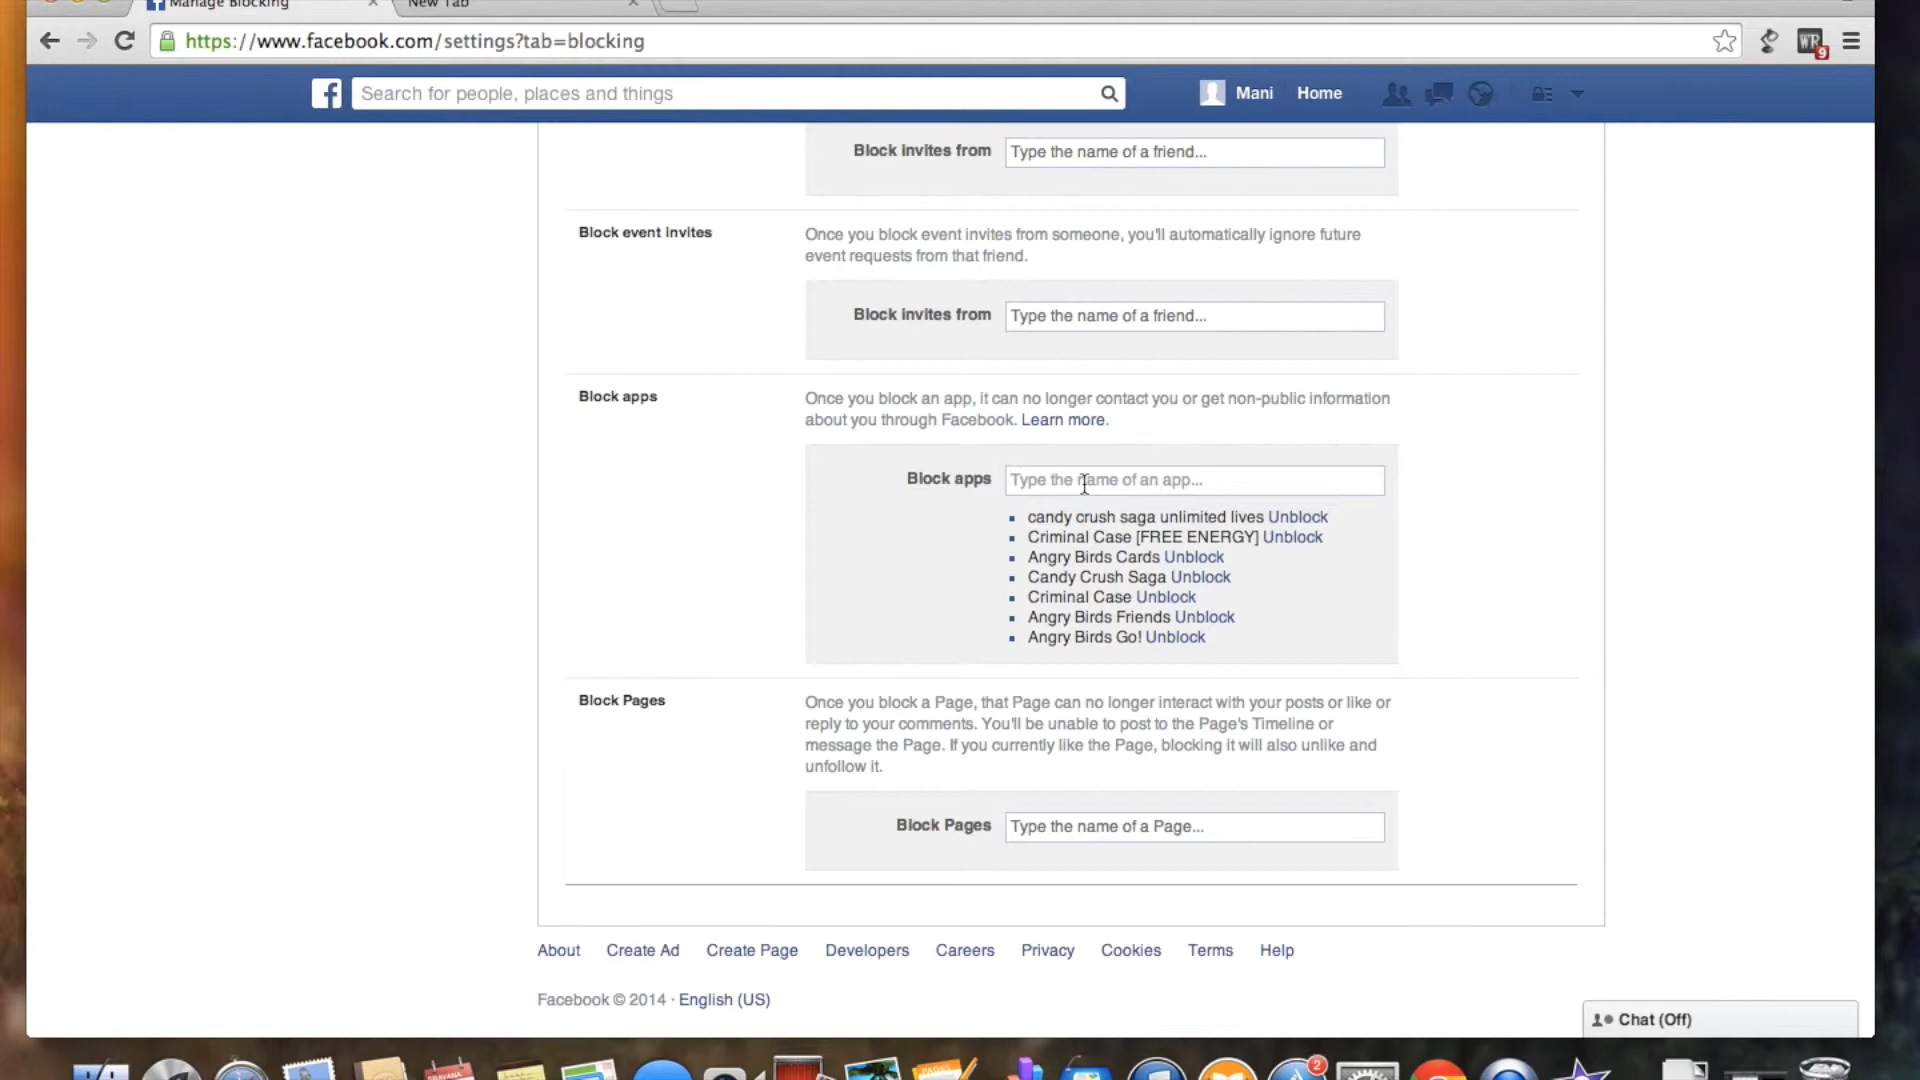 Manage Blocking
New Tab
https://www.facebook.com/settings?tab=blocking
WR
9
f
Search for people, places and things
Mani
Home
Block invites from
Type the name of a friend...
Block event invites
Once you block event invites from someone, you'll automatically ignore future
event requests from that friend.
Block invites from
Type the name of a friend...
Block apps
Once you block an app, it can no longer contact you or get non-public information
about you through Facebook. Learn more.
Block apps
Type the name of an app...
candy crush saga unlimited lives Unblock
Criminal Case [FREE ENERGY] Unblock
Angry Birds Cards Unblock
Candy Crush Saga Unblock
Criminal Case Unblock
Angry Birds Friends Unblock
Angry Birds Go! Unblock
Block Pages
Once you block a Page, that Page can no longer interact with your posts or like or
reply to your comments. You'll be unable to post to the Page's Timeline or
message the Page. If you currently like the Page, blocking it will also unlike and
unfollow it.
Block Pages
Type the name of a Page...
About Create Ad Create Page Developers Careers Privacy Cookies Terms Help
Facebook © 2014 · English (US)
Chat (Off)
PAGES
2